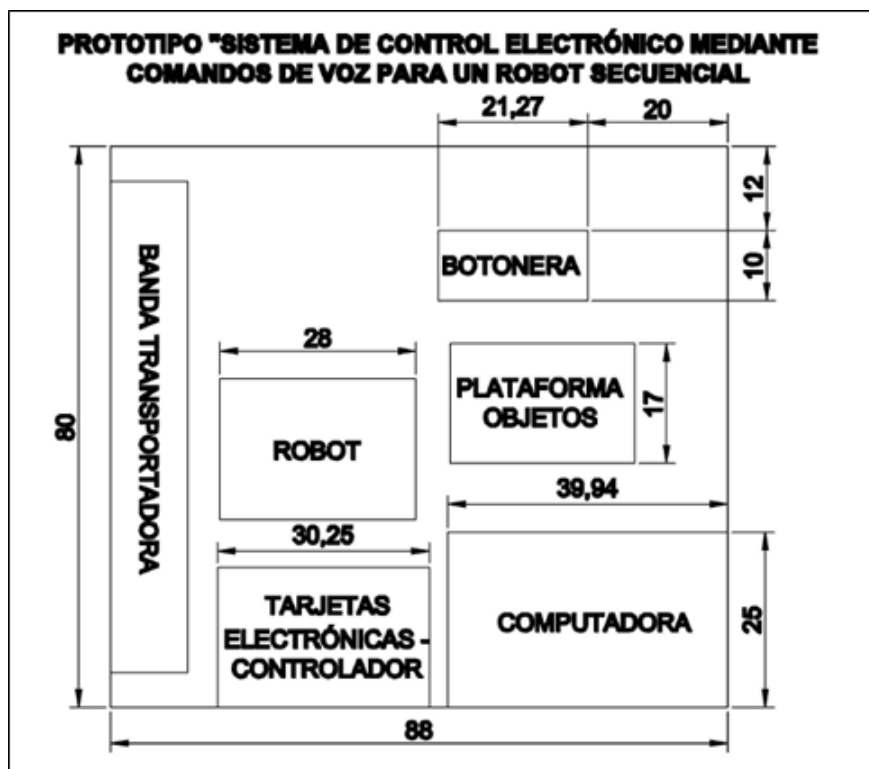 PROTOTIPO "SISTEMA DE CONTROL ELECTRÓNICO MEDIANTE
COMANDOS DE VOZ PARA UN ROBOT SECUENCIAL
21,27
20
12
BOTONERA
10
BANDA TRANSPORTADORA
28
PLATAFORMA
OBJETOS
17
80
ROBOT
39,94
30,25
TARJETAS
ELECTRÓNICAS -
CONTROLADOR
COMPUTADORA
25
88